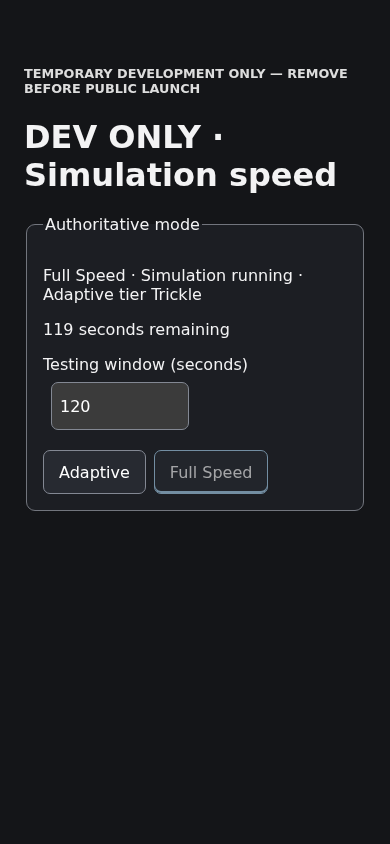 TEMPORARY DEVELOPMENT ONLY — REMOVE
BEFORE PUBLIC LAUNCH
DEV ONLY ·
Simulation speed
Authoritative mode
Full Speed · Simulation running ·
Adaptive tier Trickle
119 seconds remaining
Testing window (seconds)
120
Adaptive
Full Speed